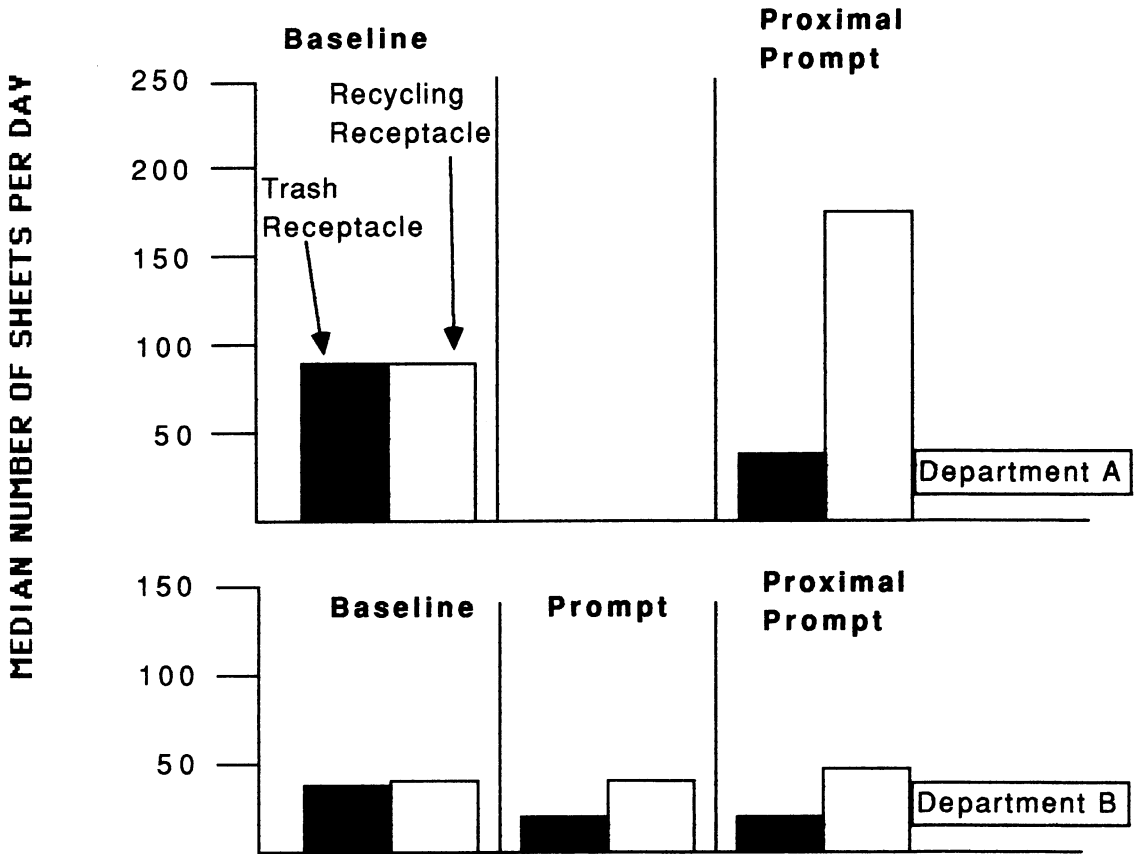 MEDIAN NUMBER OF SHEETS PER DAY
Baseline
Proximal
Prompt
250
200
150
100
50
Recycling
Receptacle
Trash
Receptacle
Department A
150
100
50
Baseline
Prompt
Proximal
Prompt
Department B